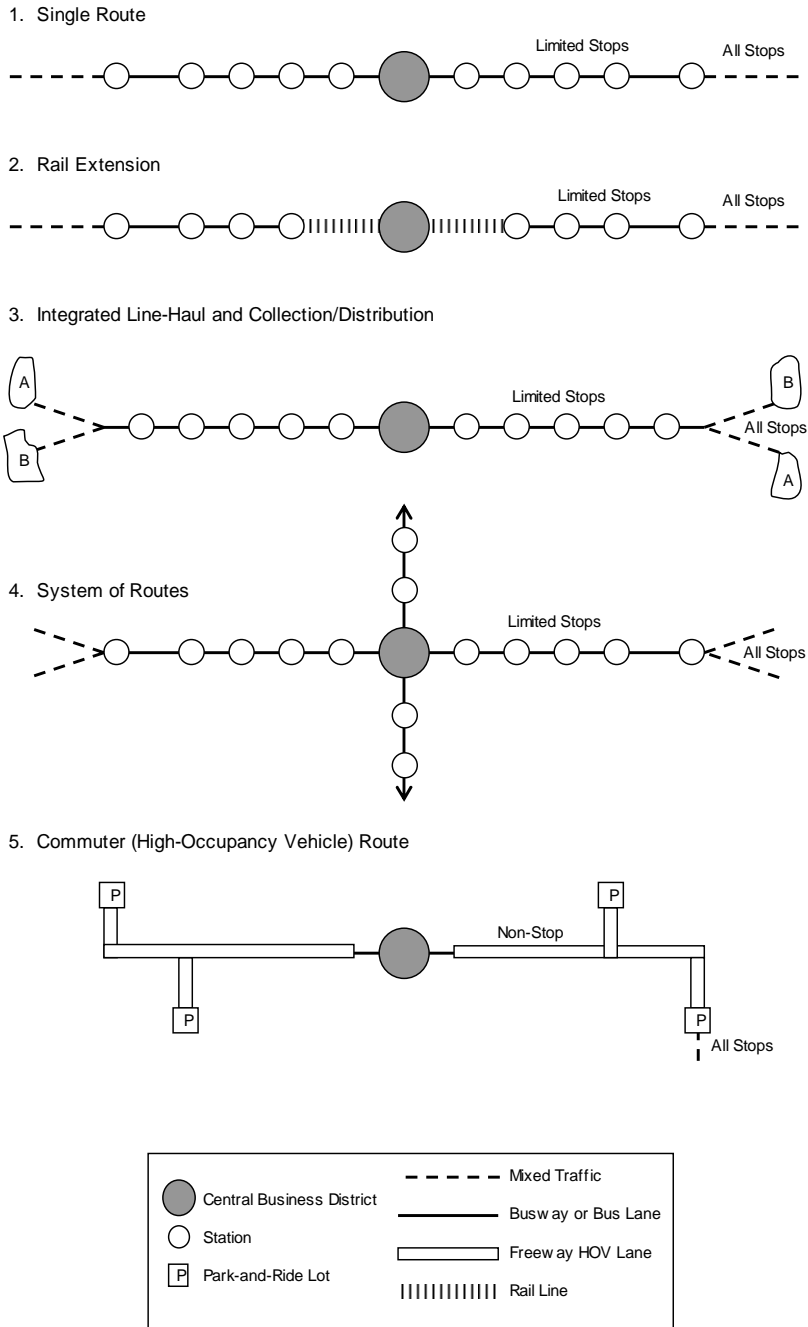 1. Single Route
Limited Stops
All Stops
2. Rail Extension
Limited Stops
All Stops
3. Integrated Line-Haul and Collection/Distribution
A
B
Limited Stops
All Stops
B
A
4. System of Routes
Limited Stops
All Stops
5. Commuter (High-Occupancy Vehicle) Route
P
P
Non-Stop
P
P
All Stops
Mixed Traffic
Central Business District
Busway or Bus Lane
Station
Freeway HOV Lane
P Park-and-Ride Lot
Rail Line